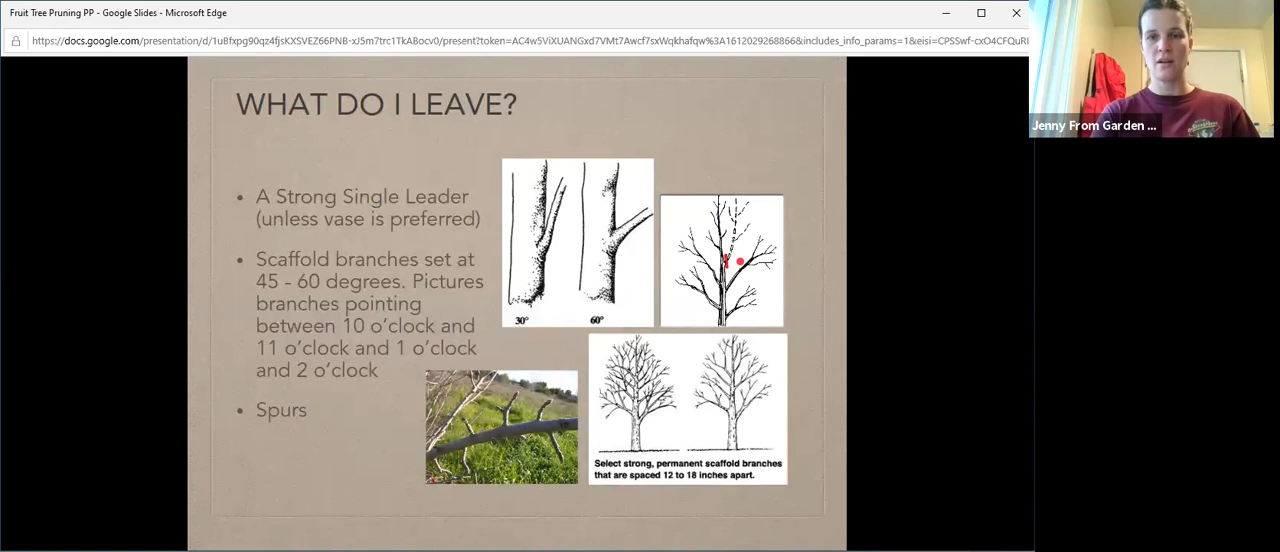 Fruit Tree Pruning PP - Google Slides - Microsoft Edge
WHAT DO I LEAVE?
• A Strong Single Leader
(unless vase is preferred)
• Scaffold branches set at
45 - 60 degrees. Pictures
branches pointing
between 10 o’clock and
11 o’clock and 1 o’clock
and 2 o’clock
• Spurs
30°
60°
Select strong, permanent scaffold branches
that are spaced 12 to 18 inches apart.
Jenny From Garden ...